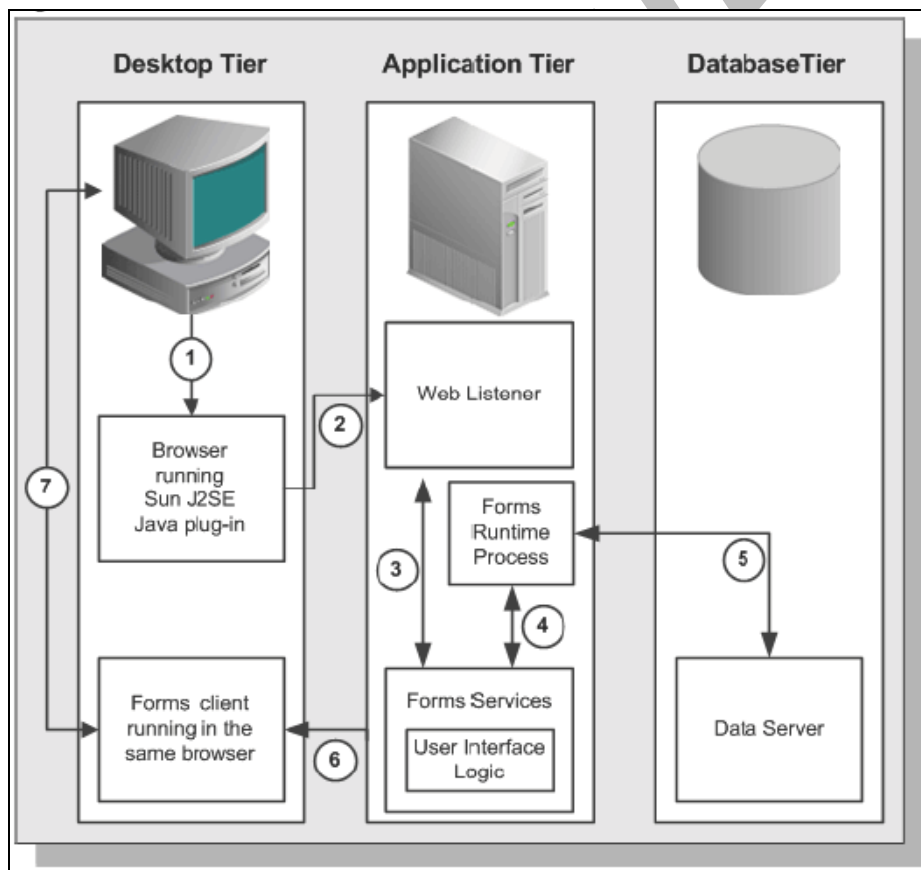 Desktop Tier
Application Tier
DatabaseTier
1
Browser
running
Sun J2SE
Java plug-in
2
Web Listener
7
3
Forms
Runtime
Process
5
4
Forms client
running in the
same browser
6
Forms Services
User Interface
Logic
Data Server